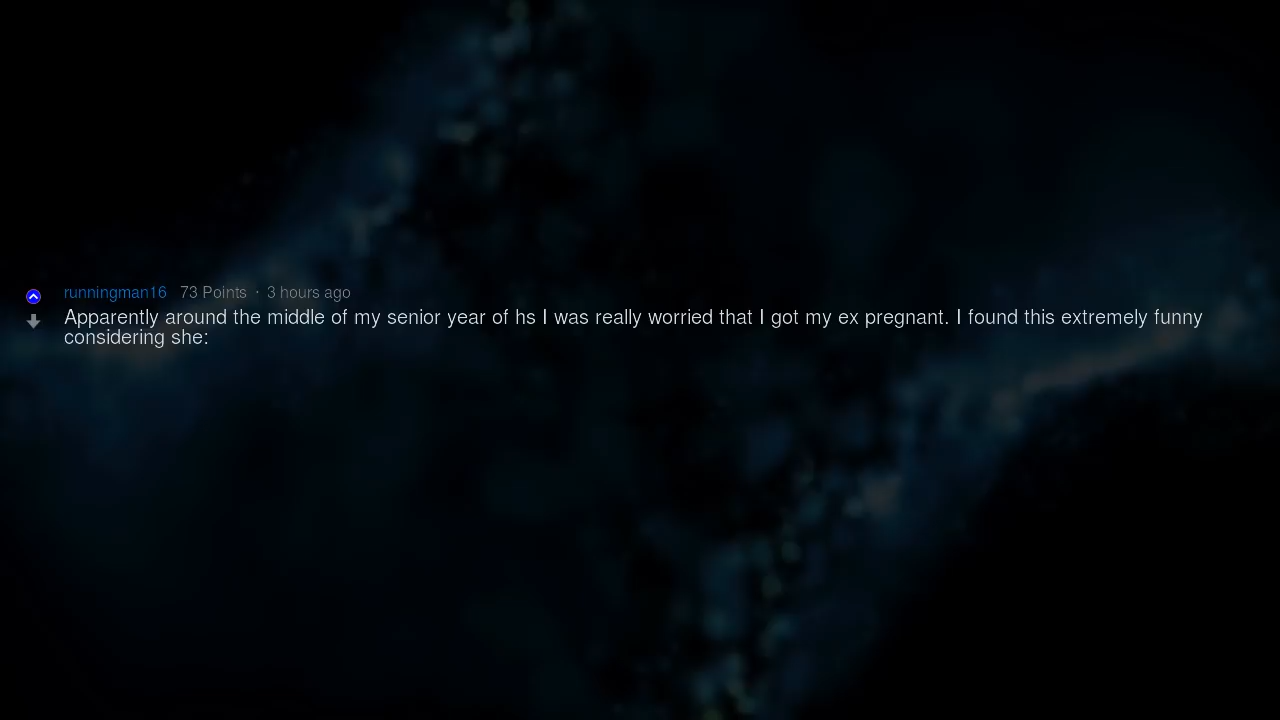 runningman16 73 Points · 3 hours ago
Apparently around the middle of my senior year of hs I was really worried that I got my ex pregnant. I found this extremely funny
considering she: